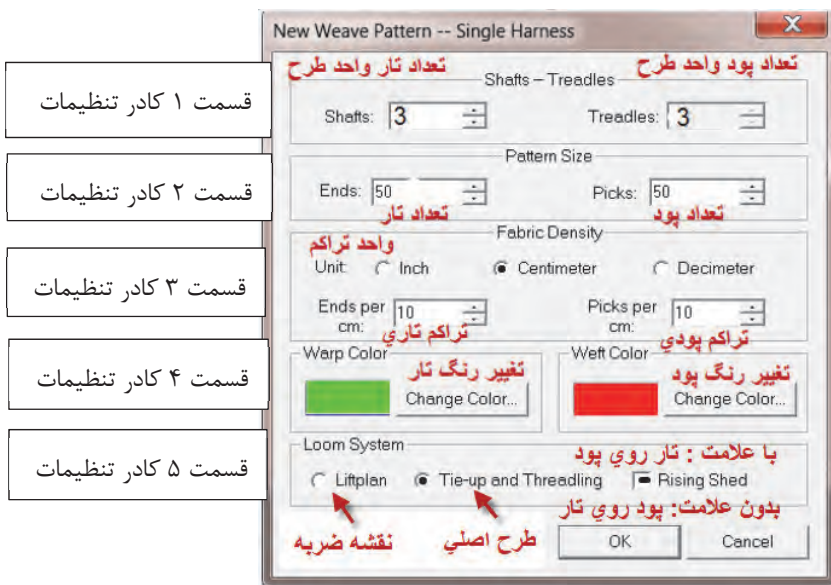 New Weave Pattern -- Single Harness
تعداد تار واحد طرح
تعداد پود واحد طرح
Shafts – Treadles
قسمت ۱ کادر تنظیمات
Shafts: 3
Treadles: 3
Pattern Size
قسمت ۲ کادر تنظیمات
Ends: 50
Picks: 50
تعداد تار
تعداد پود
Fabric Density
واحد تراکم
قسمت ۳ کادر تنظیمات
Unit: Inch Centimeter Decimeter
Ends per cm: 10
Picks per cm: 10
تراکم تاري
تراکم پودي
Warp Color
Weft Color
قسمت ۴ کادر تنظیمات
تغییر رنگ تار
تغییر رنگ پود
Change Color...
Change Color...
Loom System
قسمت ۵ کادر تنظیمات
با علامت : تار روي پود
Liftplan Tie-up and Threadling Rising Shed
بدون علامت: پود روي تار
نقشه ضربه
طرح اصلي
OK
Cancel